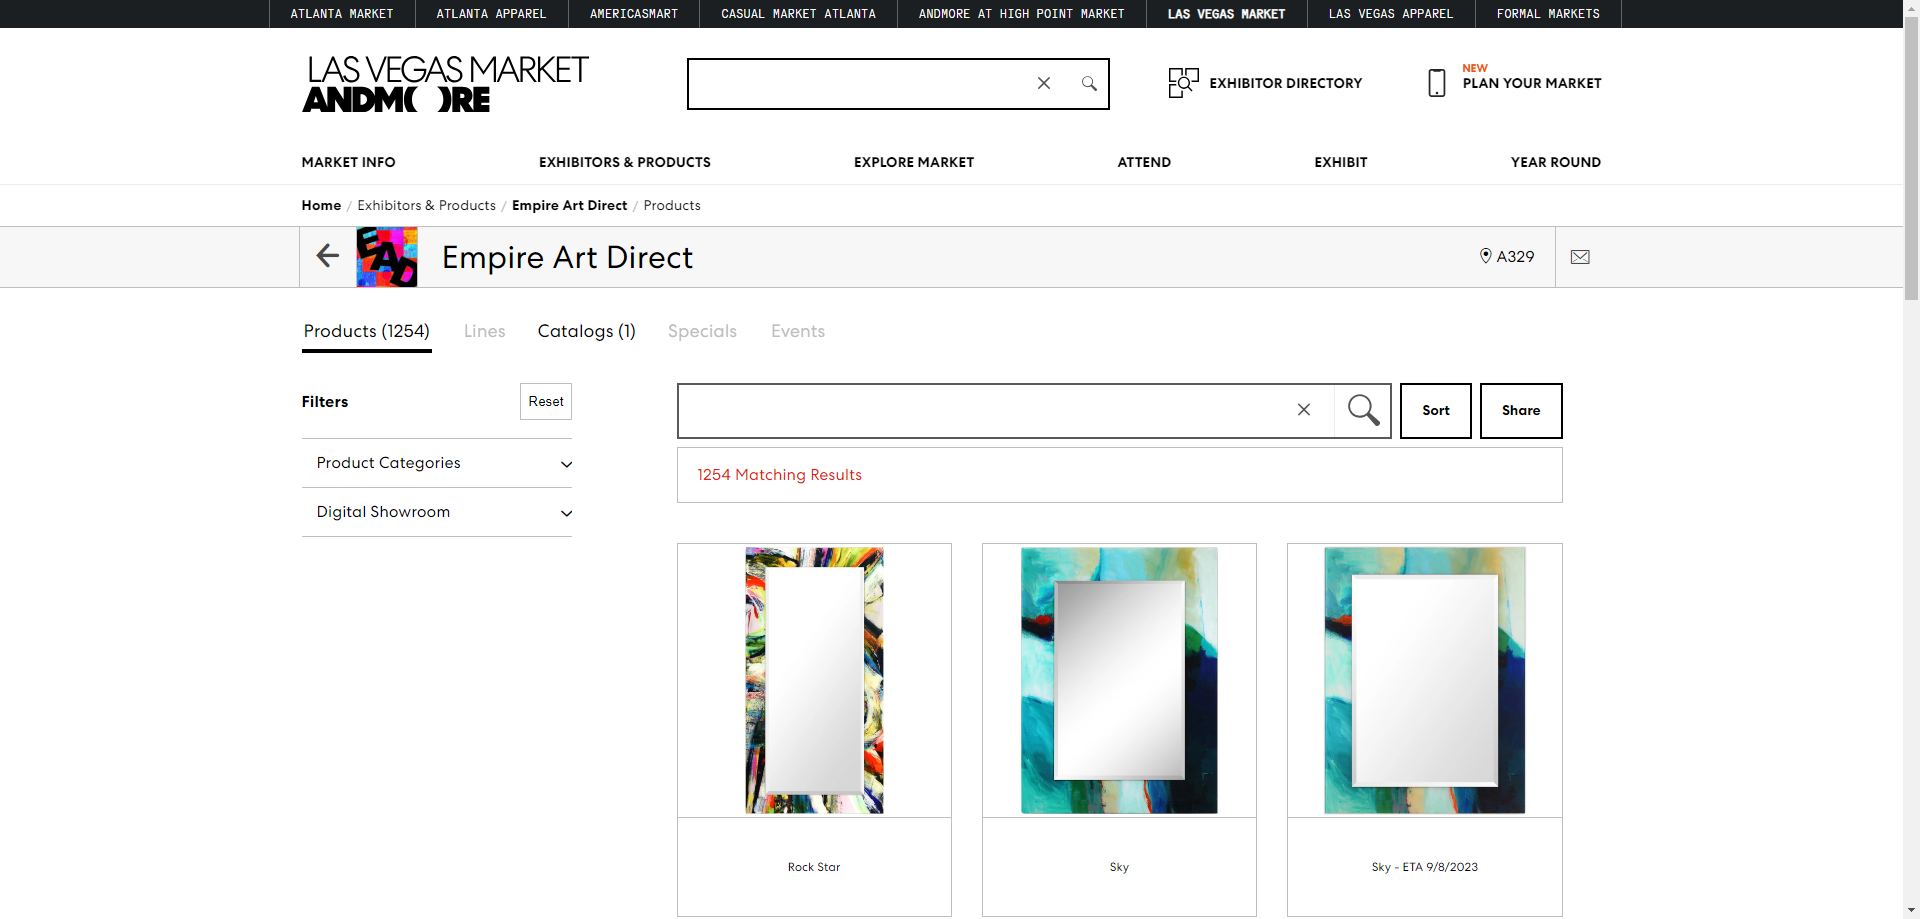 ATLANTA MARKET
ATLANTA APPAREL
AMERICASMART
CASUAL MARKET ATLANTA
ANDMORE AT HIGH POINT MARKET
LAS VEGAS MARKET
LAS VEGAS APPAREL
FORMAL MARKETS
LAS VEGAS MARKET
ANDMORE
EXHIBITOR DIRECTORY
NEW
PLAN YOUR MARKET
MARKET INFO
EXHIBITORS & PRODUCTS
EXPLORE MARKET
ATTEND
EXHIBIT
YEAR ROUND
Home / Exhibitors & Products / Empire Art Direct / Products
EAD
Empire Art Direct
A329
Products (1254)
Lines
Catalogs (1)
Specials
Events
Filters
Reset
Product Categories
Digital Showroom
Sort
Share
1254 Matching Results
Rock Star
Sky
Sky - ETA 9/8/2023